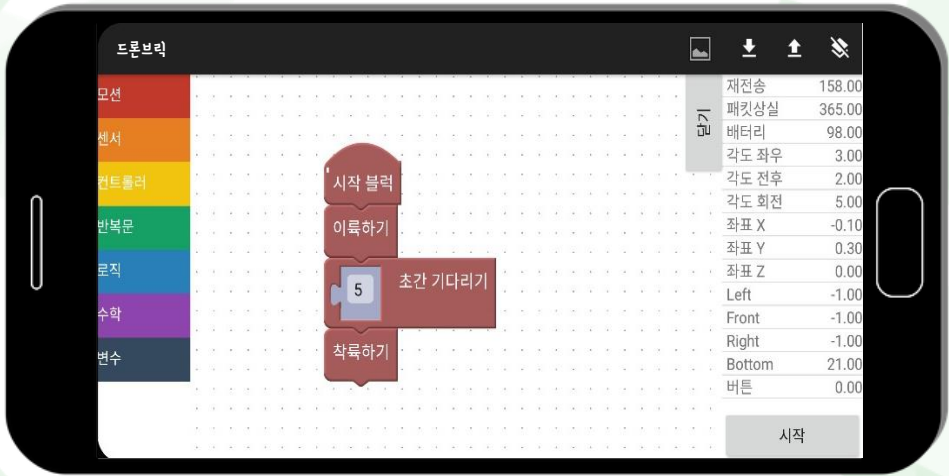 드론브릭
모션
센서
컨트롤러
반복문
로직
수학
변수
시작 블럭
이륙하기
5 초간 기다리기
착륙하기
닫기
재전송 158.00
패킷상실 365.00
배터리 98.00
각도 좌우 3.00
각도 전후 2.00
각도 회전 5.00
좌표 X -0.10
좌표 Y 0.30
좌표 Z 0.00
Left -1.00
Front -1.00
Right -1.00
Bottom 21.00
버튼 0.00
시작